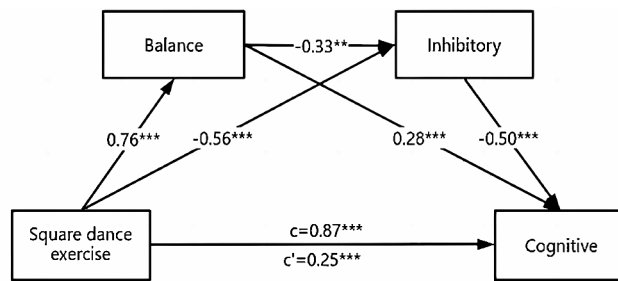 Balance
-0.33**
Inhibitory
0.76***
-0.56***
0.28***
-0.50***
Square dance
exercise
c=0.87***
c'=0.25***
Cognitive